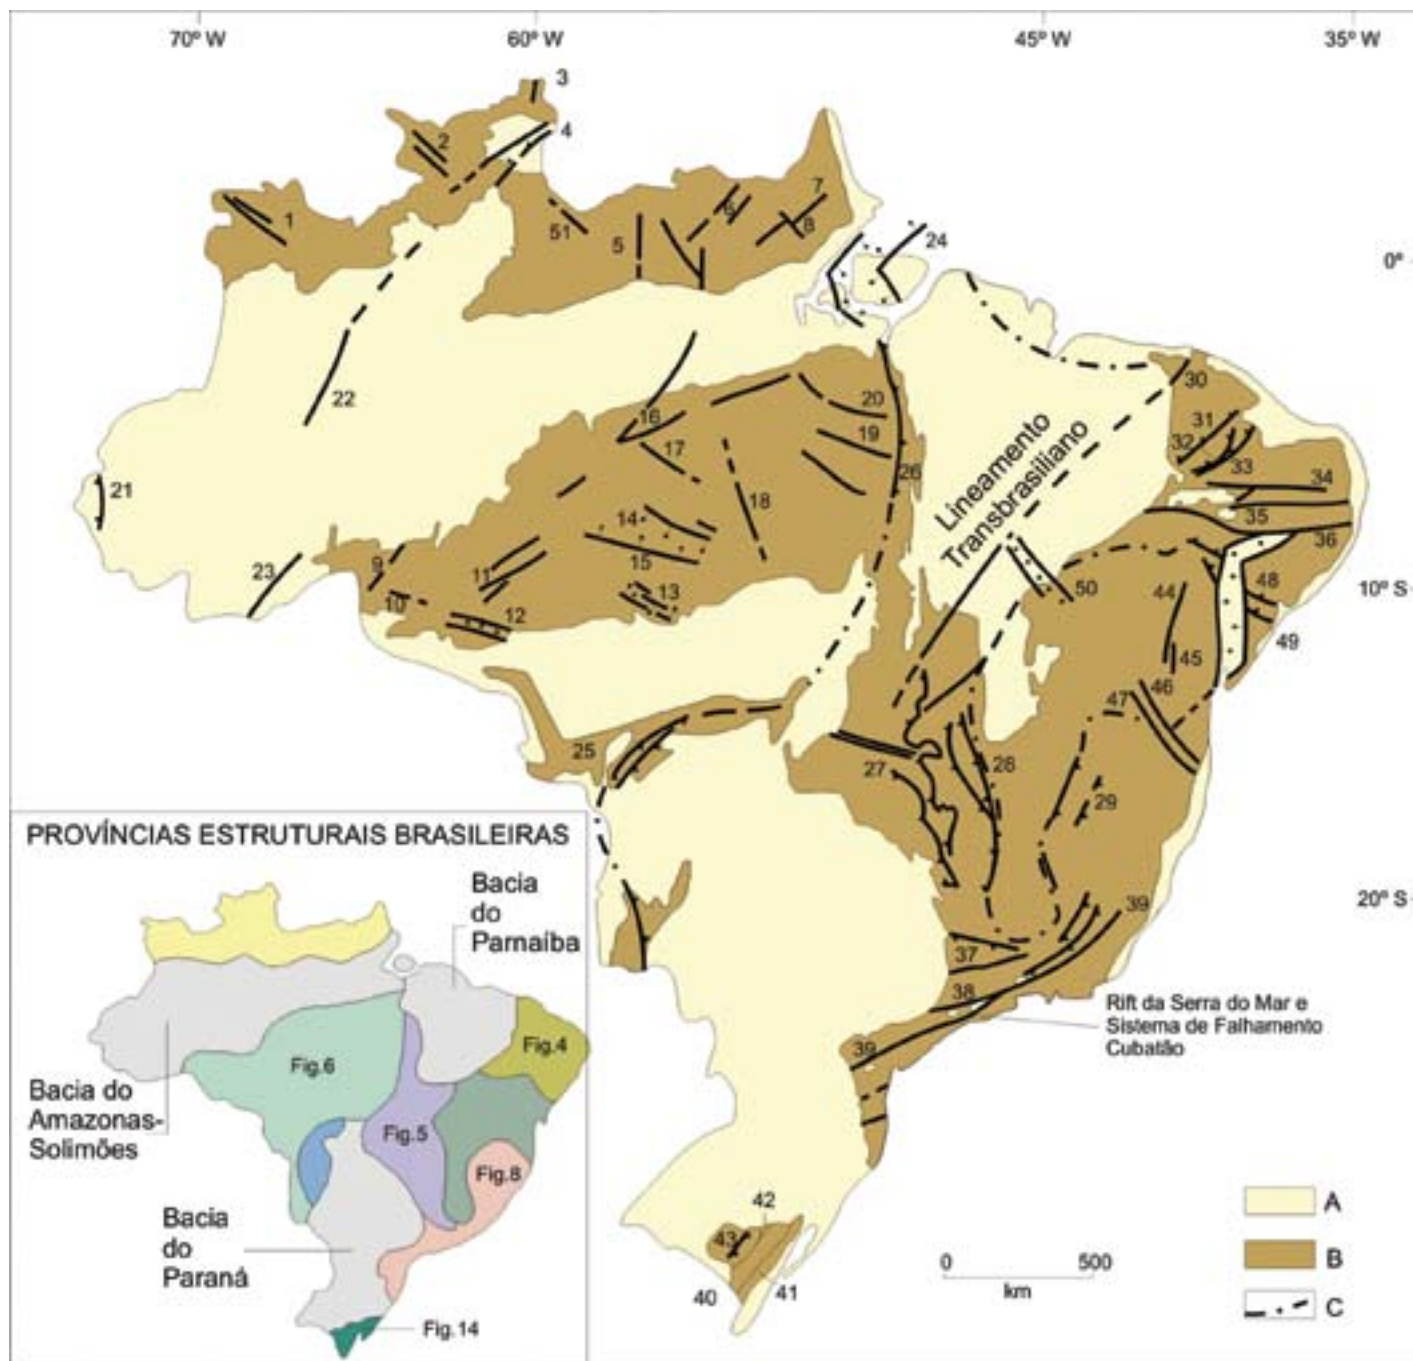 70º W
60º W
45º W
35º W
3
4
2
7
1
6
8
51
5
24
0º
22
16
20
30
31
17
19
32
33
34
21
26
Lineamento
Transbrasiliano
14
18
35
36
9
23
15
11
10
12
13
50
44
48
10º S
45
49
46
47
25
27
28
29
PROVÍNCIAS ESTRUTURAIS BRASILEIRAS
Bacia
do
Parnaíba
20º S
39
37
38
Rift da Serra do Mar e
Sistema de Falhamento
Cubatão
39
Fig.4
Fig.6
Bacia do
Amazonas-
Solimões
Fig.5
Fig.8
Bacia
do
Paraná
Fig.14
42
43
41
40
0
500
km
A
B
C